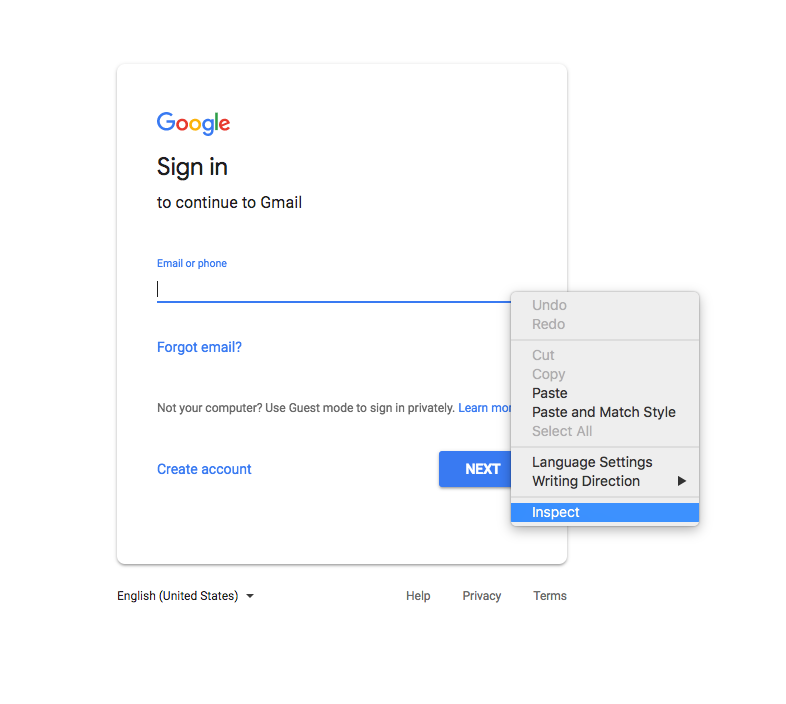 Google
Sign in
to continue to Gmail
Email or phone
Forgot email?
Not your computer? Use Guest mode to sign in privately. Learn mor
Create account
NEXT
Undo
Redo
Cut
Copy
Paste
Paste and Match Style
Select All
Language Settings
Writing Direction
Inspect
English (United States)
Help Privacy Terms